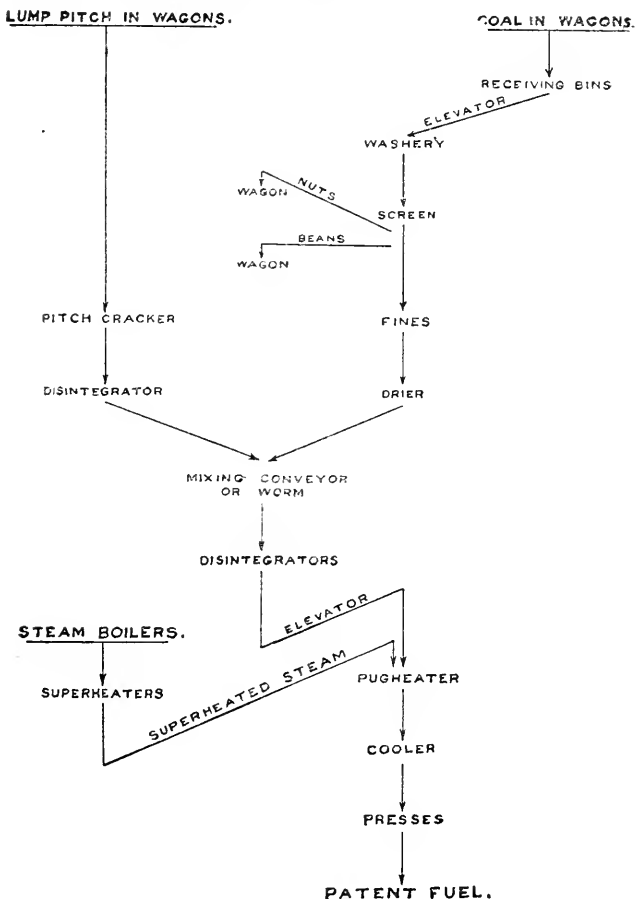 LUMP PITCH IN WAGONS.
COAL IN WAGONS.
RECEIVING BINS
ELEVATOR
WASHERY
NUTS
WAGON
SCREEN
BEANS
WAGON
PITCH CRACKER
FINES
DISINTEGRATOR
DRIER
MIXING CONVEYOR
OR WORM
DISINTEGRATORS
ELEVATOR
STEAM BOILERS.
SUPERHEATED STEAM
SUPERHEATERS
PUGHEATER
COOLER
PRESSES
PATENT FUEL.